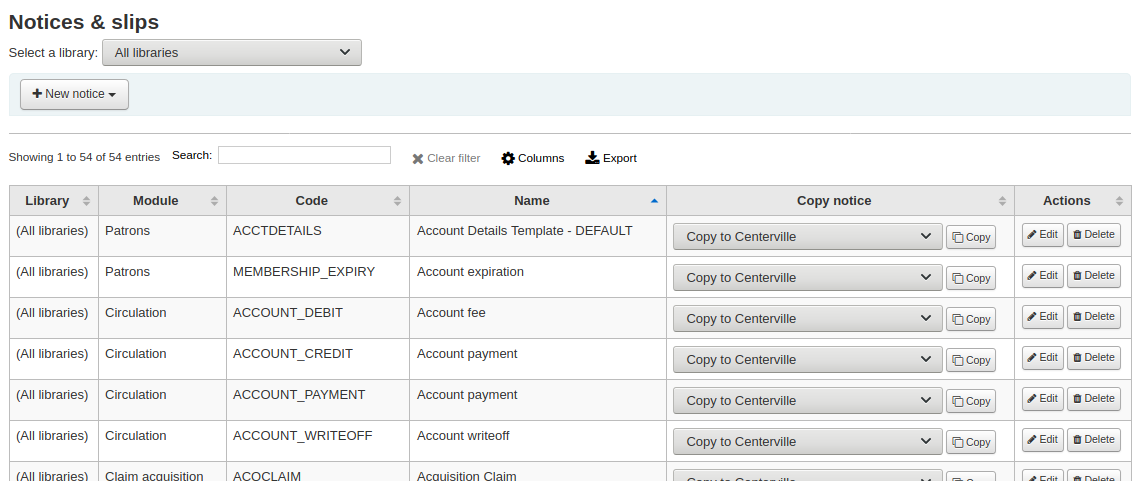 Notices & slips
Select a library: All libraries
New notice
Showing 1 to 54 of 54 entries Search: Clear filter Columns Export
Library Module Code Name Copy notice Actions
(All libraries) Patrons ACCTDETAILS Account Details Template - DEFAULT Copy to Centerville Copy Edit Delete
(All libraries) Patrons MEMBERSHIP_EXPIRY Account expiration Copy to Centerville Copy Edit Delete
(All libraries) Circulation ACCOUNT_DEBIT Account fee Copy to Centerville Copy Edit Delete
(All libraries) Circulation ACCOUNT_CREDIT Account payment Copy to Centerville Copy Edit Delete
(All libraries) Circulation ACCOUNT_PAYMENT Account payment Copy to Centerville Copy Edit Delete
(All libraries) Circulation ACCOUNT_WRITEOFF Account writeoff Copy to Centerville Copy Edit Delete
(All libraries) Claim acquisition ACQCLAIM Acquisition Claim Copy to Centerville Copy Edit Delete